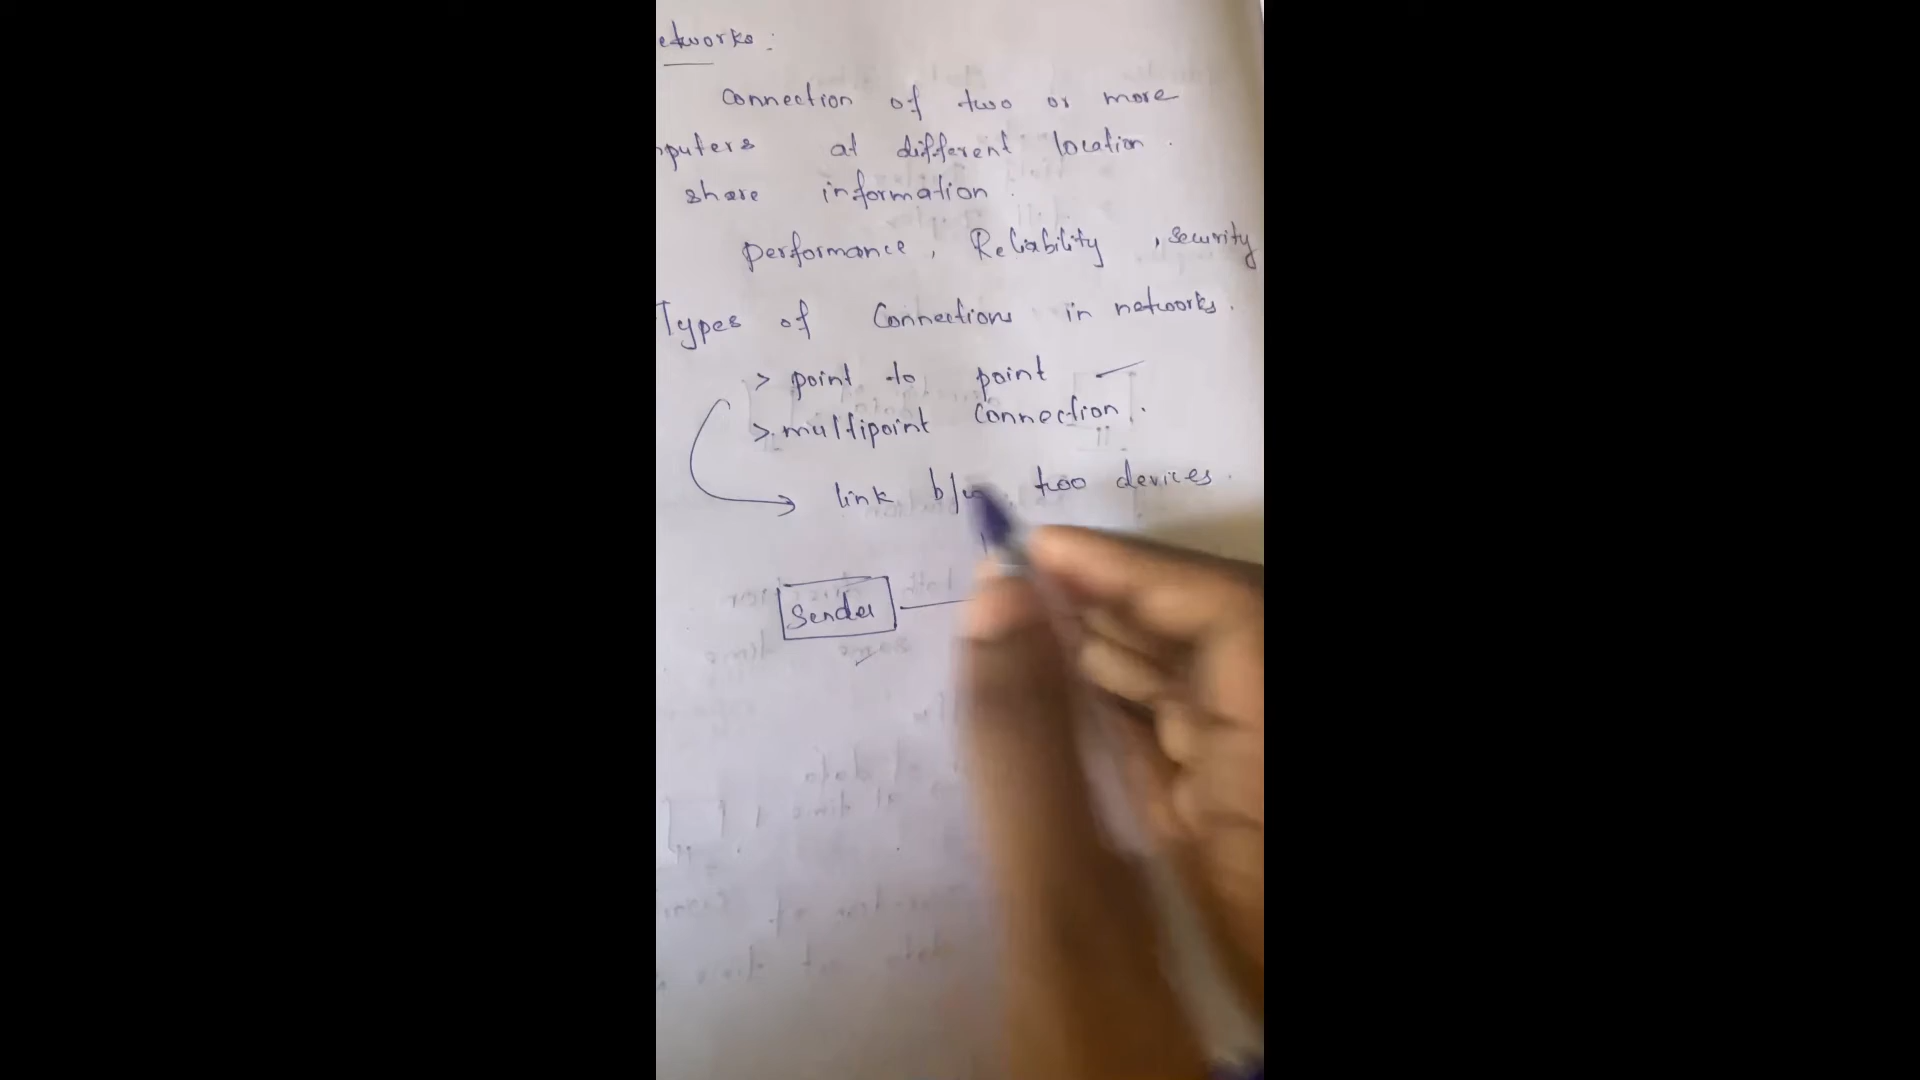 etworks:
Connection of two or more
mputers at different location.
share information.
performance, Reliability, security
Types of Connections in networks.
> point to point
> multipoint connection.
link b/w two devices.
Sender